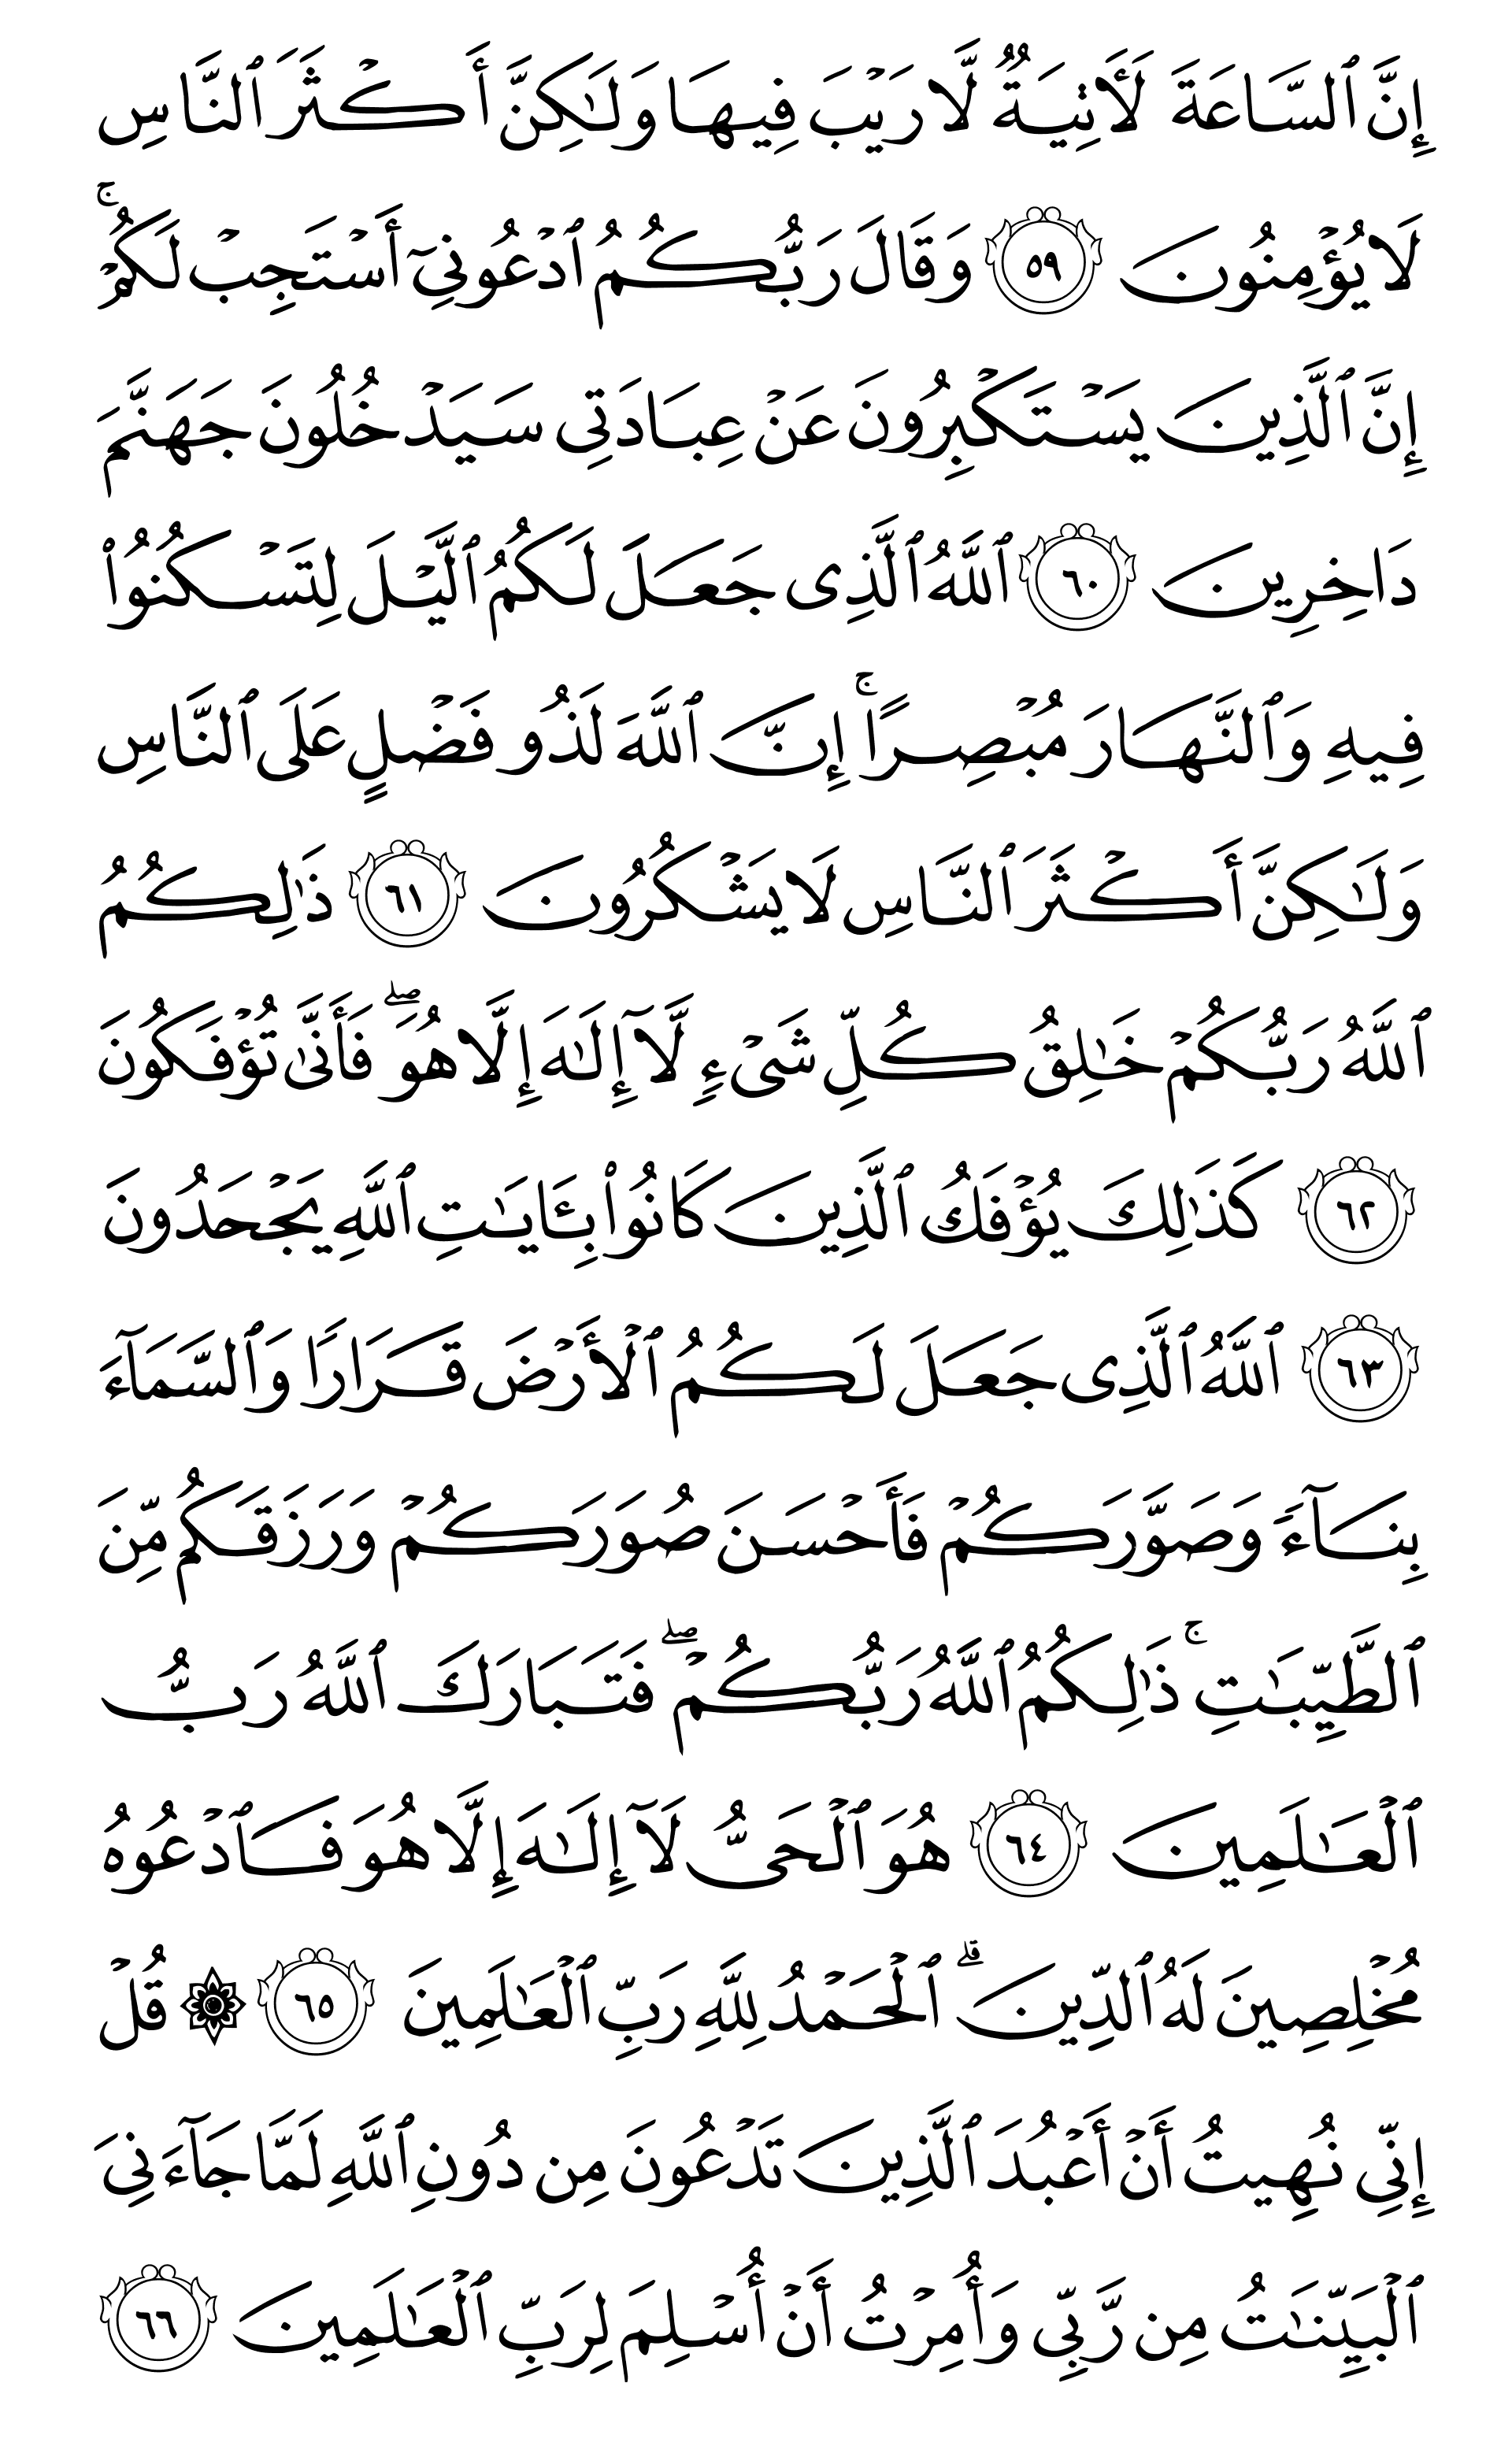 إِنَّ ٱلسَّاعَةَ لَأٓتِيَةٌ لَّا رَيۡبَ فِيهَا وَلَٰكِنَّ أَكۡثَرَ ٱلنَّاسِ
لَا يُؤۡمِنُونَ ٥٩ وَقَالَ رَبُّكُمُ ٱدۡعُونِيٓ أَسۡتَجِبۡ لَكُمۡۚ
إِنَّ ٱلَّذِينَ يَسۡتَكۡبِرُونَ عَنۡ عِبَادَتِي سَيَدۡخُلُونَ جَهَنَّمَ
دَاخِرِينَ ٦٠ ٱللَّهُ ٱلَّذِي جَعَلَ لَكُمُ ٱلَّيۡلَ لِتَسۡكُنُواْ
فِيهِ وَٱلنَّهَارَ مُبۡصِرًاۚ إِنَّ ٱللَّهَ لَذُو فَضۡلٍ عَلَى ٱلنَّاسِ
وَلَٰكِنَّ أَكۡثَرَ ٱلنَّاسِ لَا يَشۡكُرُونَ ٦١ ذَٰلِكُمُ
ٱللَّهُ رَبُّكُمۡ خَٰلِقُ كُلِّ شَيۡءٖ لَّآ إِلَٰهَ إِلَّا هُوَۖ فَأَنَّىٰ تُؤۡفَكُونَ
٦٢ كَذَٰلِكَ يُؤۡفَكُ ٱلَّذِينَ كَانُواْ بِـَٔايَٰتِ ٱللَّهِ يَجۡحَدُونَ
٦٣ ٱللَّهُ ٱلَّذِي جَعَلَ لَكُمُ ٱلۡأَرۡضَ قَرَارٗا وَٱلسَّمَآءَ
بِنَآءٗ وَصَوَّرَكُمۡ فَأَحۡسَنَ صُوَرَكُمۡ وَرَزَقَكُم مِّنَ
ٱلطَّيِّبَٰتِۚ ذَٰلِكُمُ ٱللَّهُ رَبُّكُمۡۖ فَتَبَارَكَ ٱللَّهُ رَبُّ
ٱلۡعَٰلَمِينَ ٦٤ هُوَ ٱلۡحَيُّ لَآ إِلَٰهَ إِلَّا هُوَ فَٱدۡعُوهُ
مُخۡلِصِينَ لَهُ ٱلدِّينَۗ ٱلۡحَمۡدُ لِلَّهِ رَبِّ ٱلۡعَٰلَمِينَ ٦٥ ۞ قُلۡ
إِنِّي نُهِيتُ أَنۡ أَعۡبُدَ ٱلَّذِينَ تَدۡعُونَ مِن دُونِ ٱللَّهِ لَمَّا جَآءَنِيَ
ٱلۡبَيِّنَٰتُ مِن رَّبِّي وَأُمِرۡتُ أَنۡ أُسۡلِمَ لِرَبِّ ٱلۡعَٰلَمِينَ ٦٦